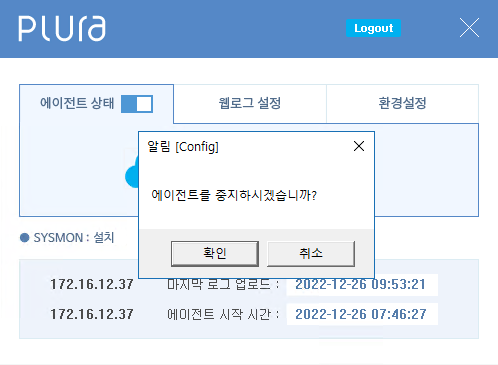 PLURA
Logout
에이전트 상태
웹로그 설정
환경설정
알림 [Config]
에이전트를 중지하시겠습니까?
확인
취소
SYSMON : 설치
172.16.12.37 마지막 로그 업로드 : 2022-12-26 09:53:21
172.16.12.37 에이전트 시작 시간 : 2022-12-26 07:46:27